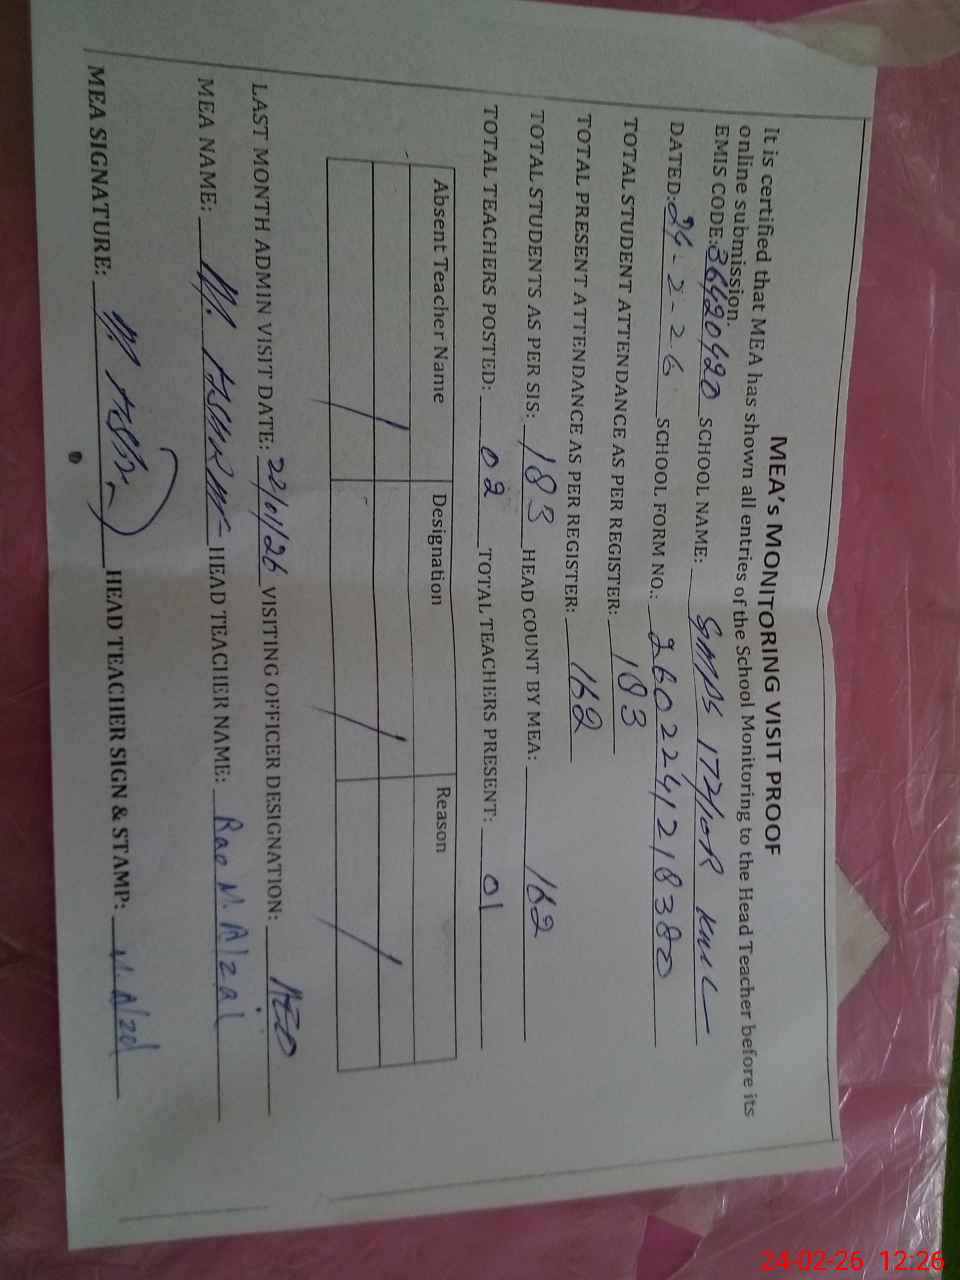 MEA's MONITORING VISIT PROOF
It is certified that MEA has shown all entries of the School Monitoring to the Head Teacher before its
online submission.
EMIS CODE: 36420420 SCHOOL NAME: GMPS 172/10R KWL
DATED: 24-2-26 SCHOOL FORM NO.: 2602241218380
TOTAL STUDENT ATTENDANCE AS PER REGISTER: 183
TOTAL PRESENT ATTENDANCE AS PER REGISTER: 162
TOTAL STUDENTS AS PER SIS: 183 HEAD COUNT BY MEA: 162
TOTAL TEACHERS POSTED: 02 TOTAL TEACHERS PRESENT: 01
Absent Teacher Name Designation Reason
/ / /
LAST MONTH ADMIN VISIT DATE: 22/01/26 VISITING OFFICER DESIGNATION: AEO
MEA NAME: M. HEAD TEACHER NAME: Rao M. Afzal
MEA SIGNATURE: M. HEAD TEACHER SIGN & STAMP: M. Afzal
24-02-26 12:26